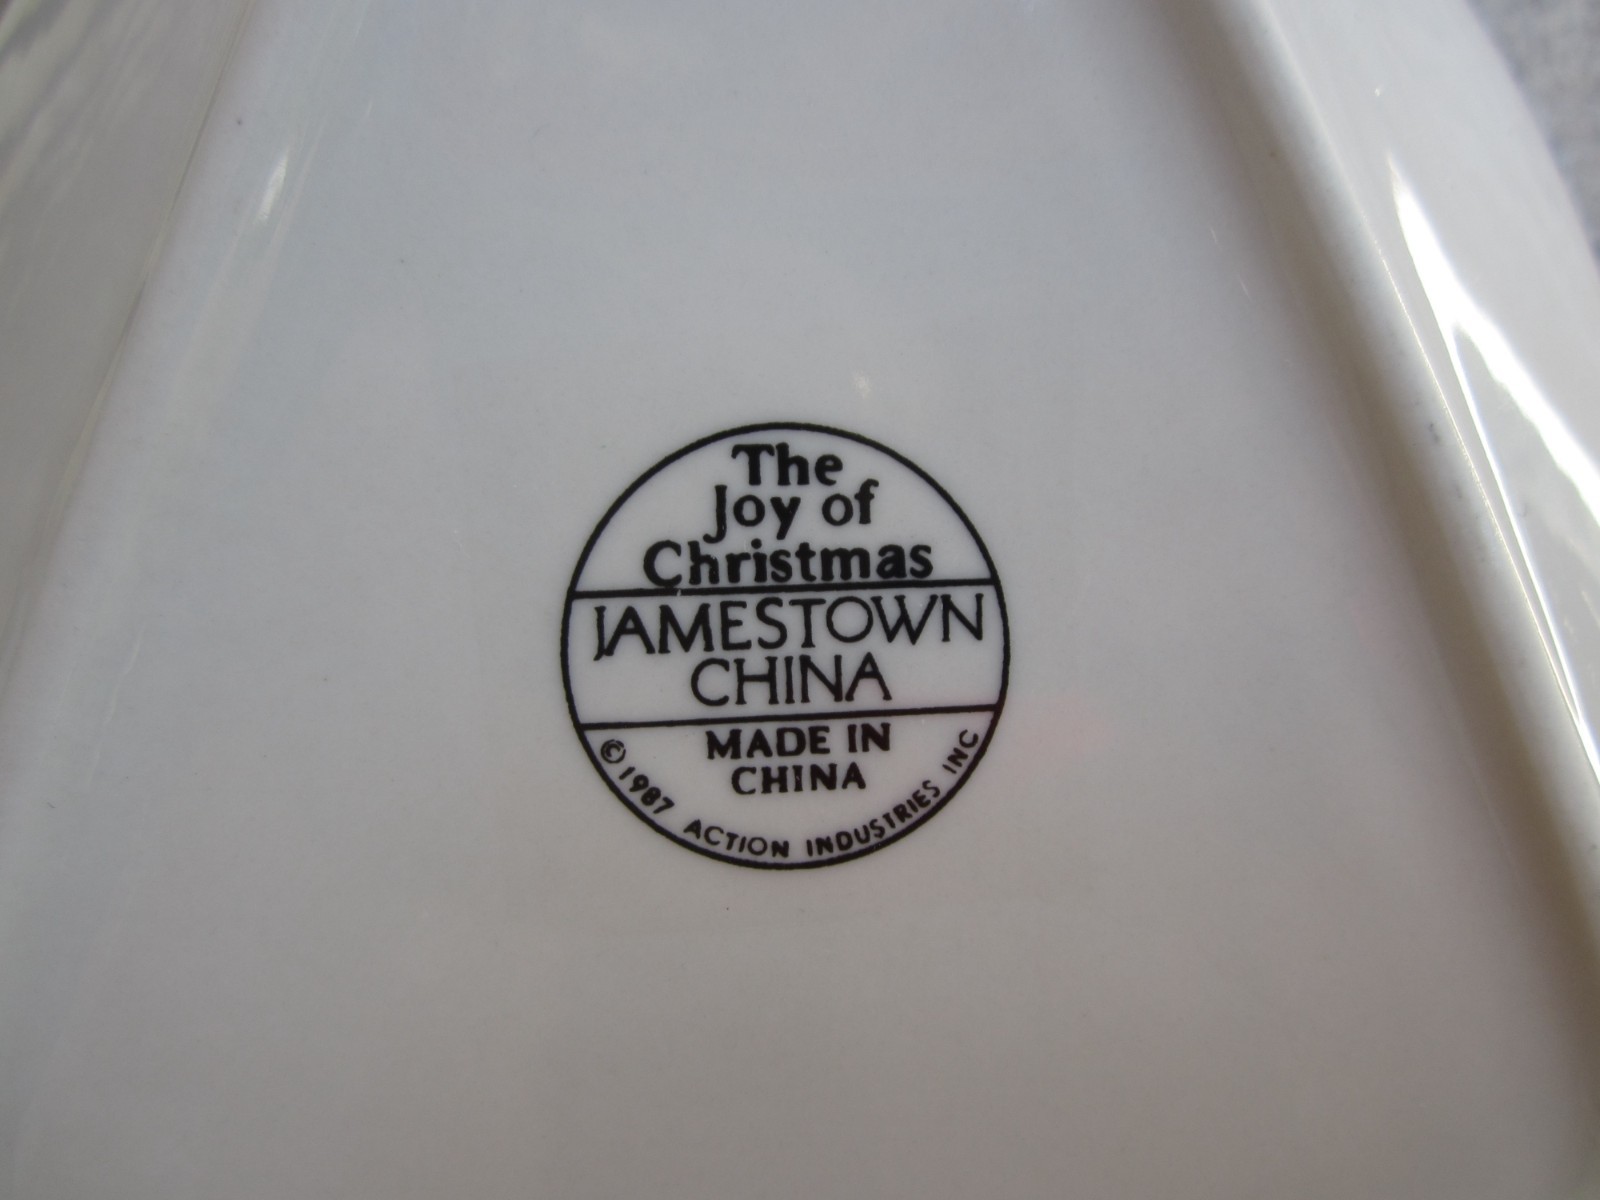 The
Joy of
Christmas
JAMESTOWN
CHINA
MADE IN
CHINA
© 1987 ACTION INDUSTRIES INC